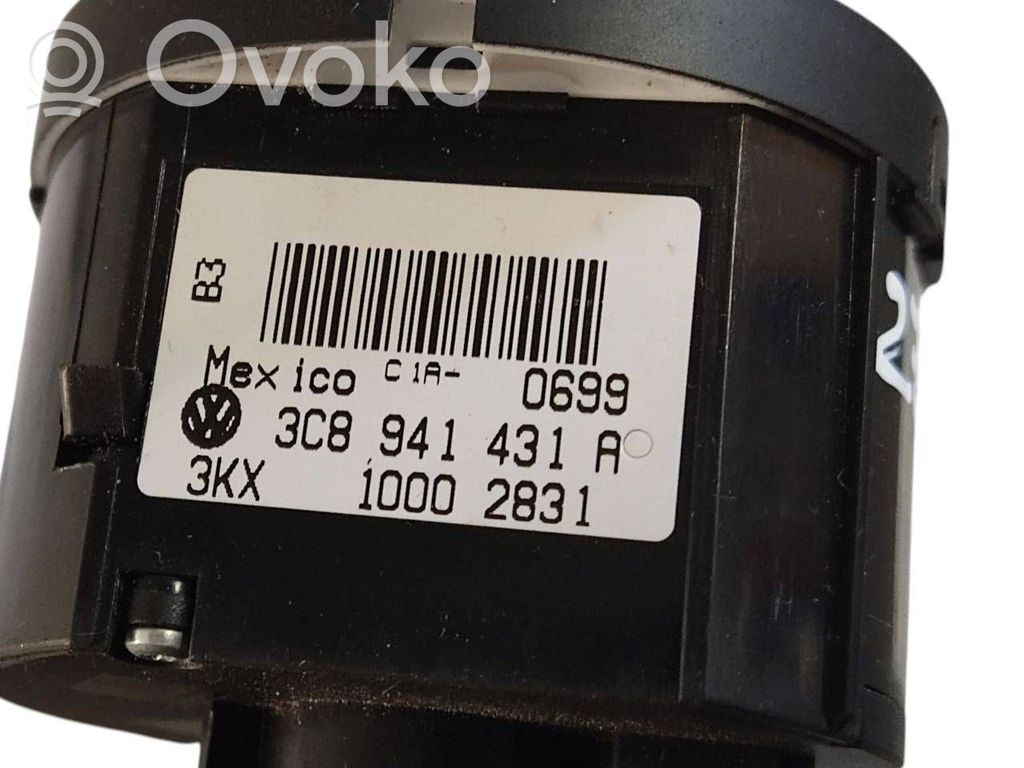 Ovoko
B3
Mexico C1A- 0699
3C8 941 431 A
3KX 1000 2831